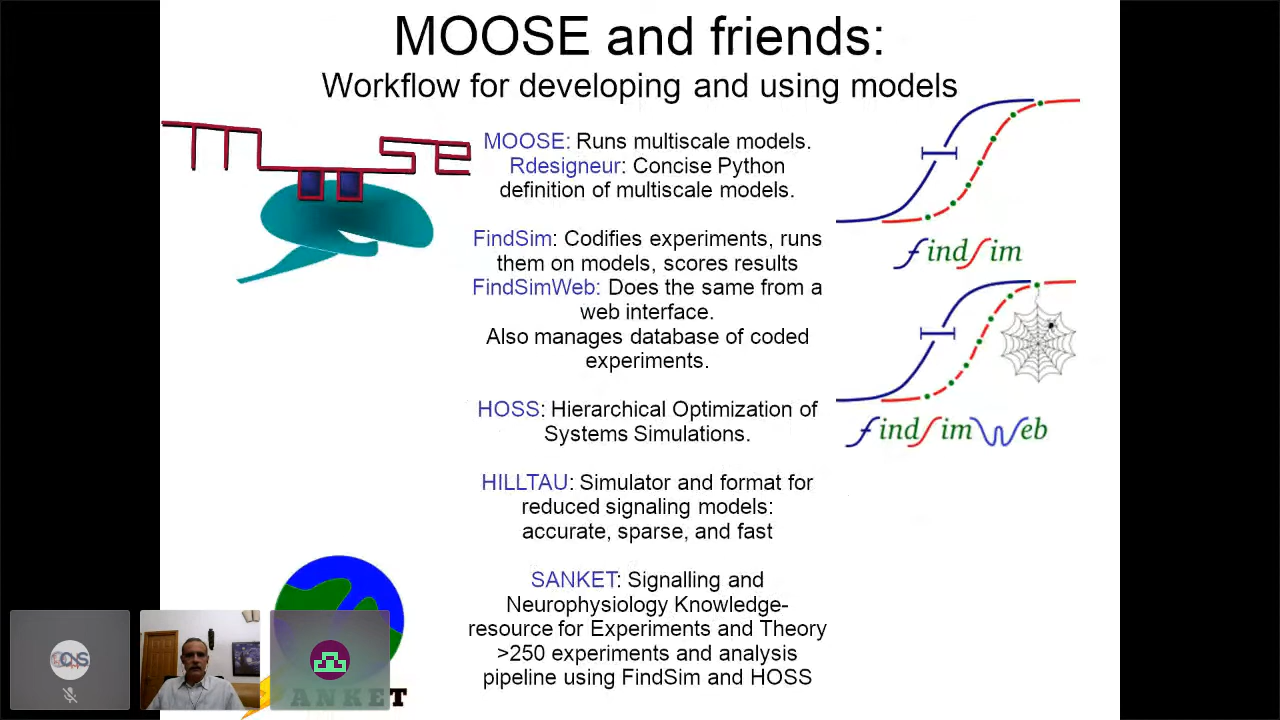 MOOSE and friends:
Workflow for developing and using models
moose
MOOSE: Runs multiscale models.
Rdesigneur: Concise Python
definition of multiscale models.
FindSim: Codifies experiments, runs
them on models, scores results
FindSimWeb: Does the same from a
web interface.
Also manages database of coded
experiments.
findSim
findSimWeb
HOSS: Hierarchical Optimization of
Systems Simulations.
HILLTAU: Simulator and format for
reduced signaling models:
accurate, sparse, and fast
SANKET: Signalling and
Neurophysiology Knowledge-
resource for Experiments and Theory
>250 experiments and analysis
pipeline using FindSim and HOSS
ANKET